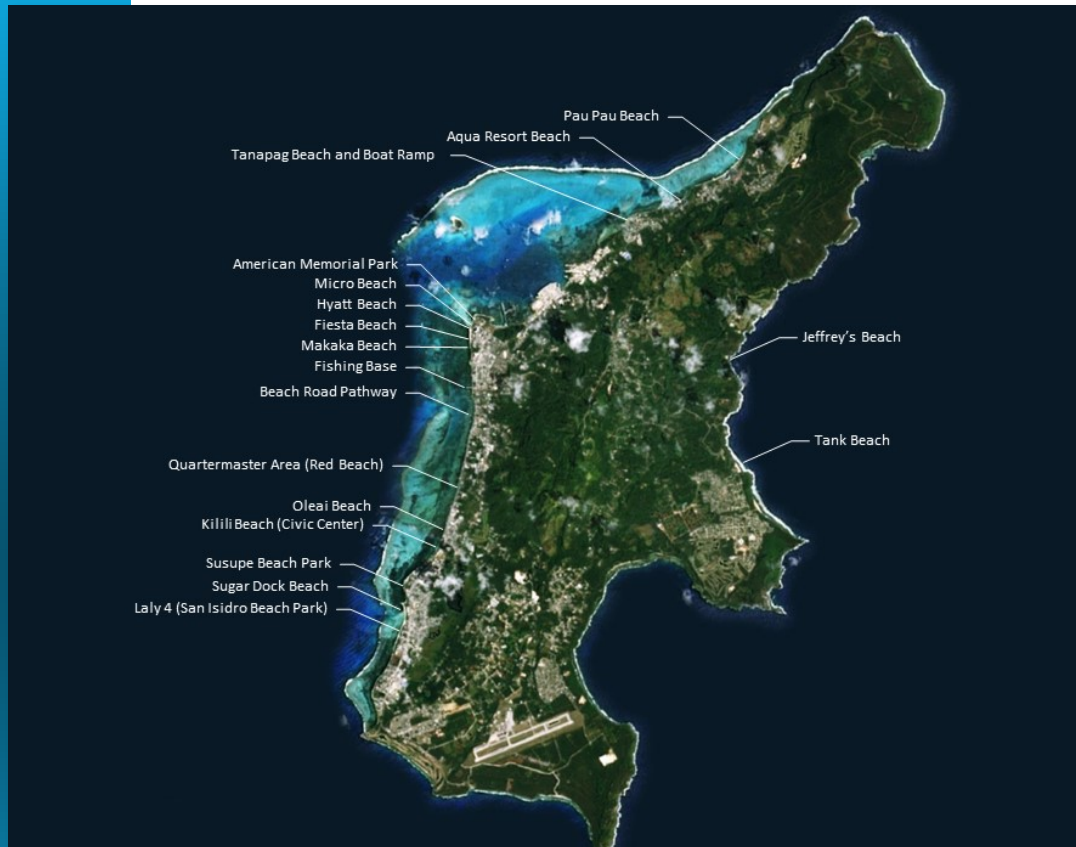 Pau Pau Beach
Aqua Resort Beach
Tanapag Beach and Boat Ramp
American Memorial Park
Micro Beach
Hyatt Beach
Fiesta Beach
Makaka Beach
Fishing Base
Beach Road Pathway
Quartermaster Area (Red Beach)
Oleai Beach
Kilili Beach (Civic Center)
Susupe Beach Park
Sugar Dock Beach
Laly 4 (San Isidro Beach Park)
Jeffrey's Beach
Tank Beach